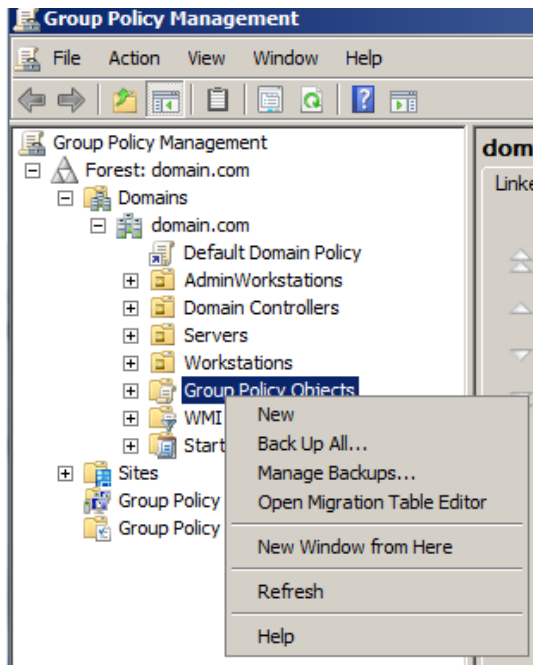 Group Policy Management
File Action View Window Help
Group Policy Management
Forest: domain.com
Domains
domain.com
Default Domain Policy
AdminWorkstations
Domain Controllers
Servers
Workstations
Group Policy Objects
WMI
Start
Sites
Group Policy
Group Policy
New
Back Up All...
Manage Backups...
Open Migration Table Editor
New Window from Here
Refresh
Help
dom
Linke